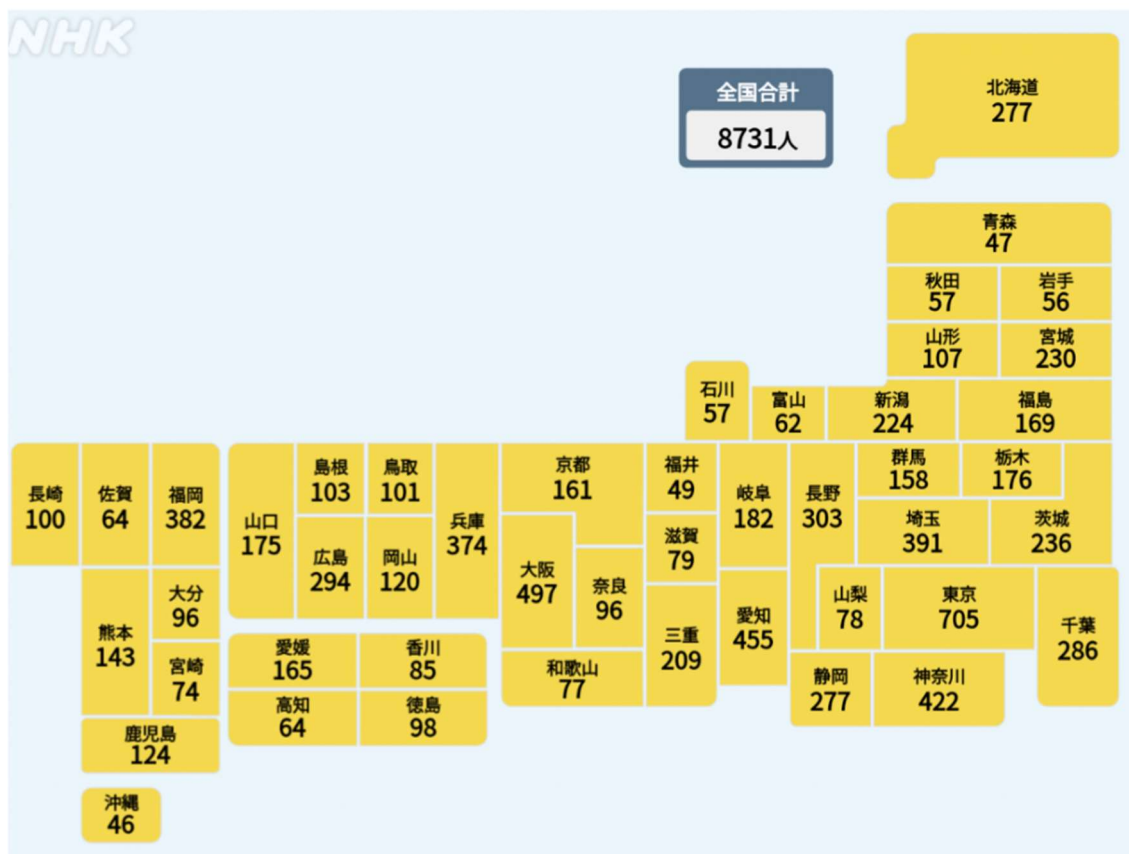 NHK
全国合計
8731人
北海道
277
青森
47
秋田
57
岩手
56
山形
107
宮城
230
石川
57
富山
62
新潟
224
福島
169
長崎
100
佐賀
64
福岡
382
山口
175
島根
103
鳥取
101
兵庫
374
京都
161
福井
49
岐阜
182
長野
303
群馬
158
栃木
176
広島
294
岡山
120
大阪
497
奈良
96
滋賀
79
埼玉
391
茨城
236
熊本
143
大分
96
宮崎
74
三重
209
愛知
455
山梨
78
東京
705
千葉
286
愛媛
165
香川
85
和歌山
77
静岡
277
神奈川
422
高知
64
徳島
98
鹿児島
124
沖縄
46